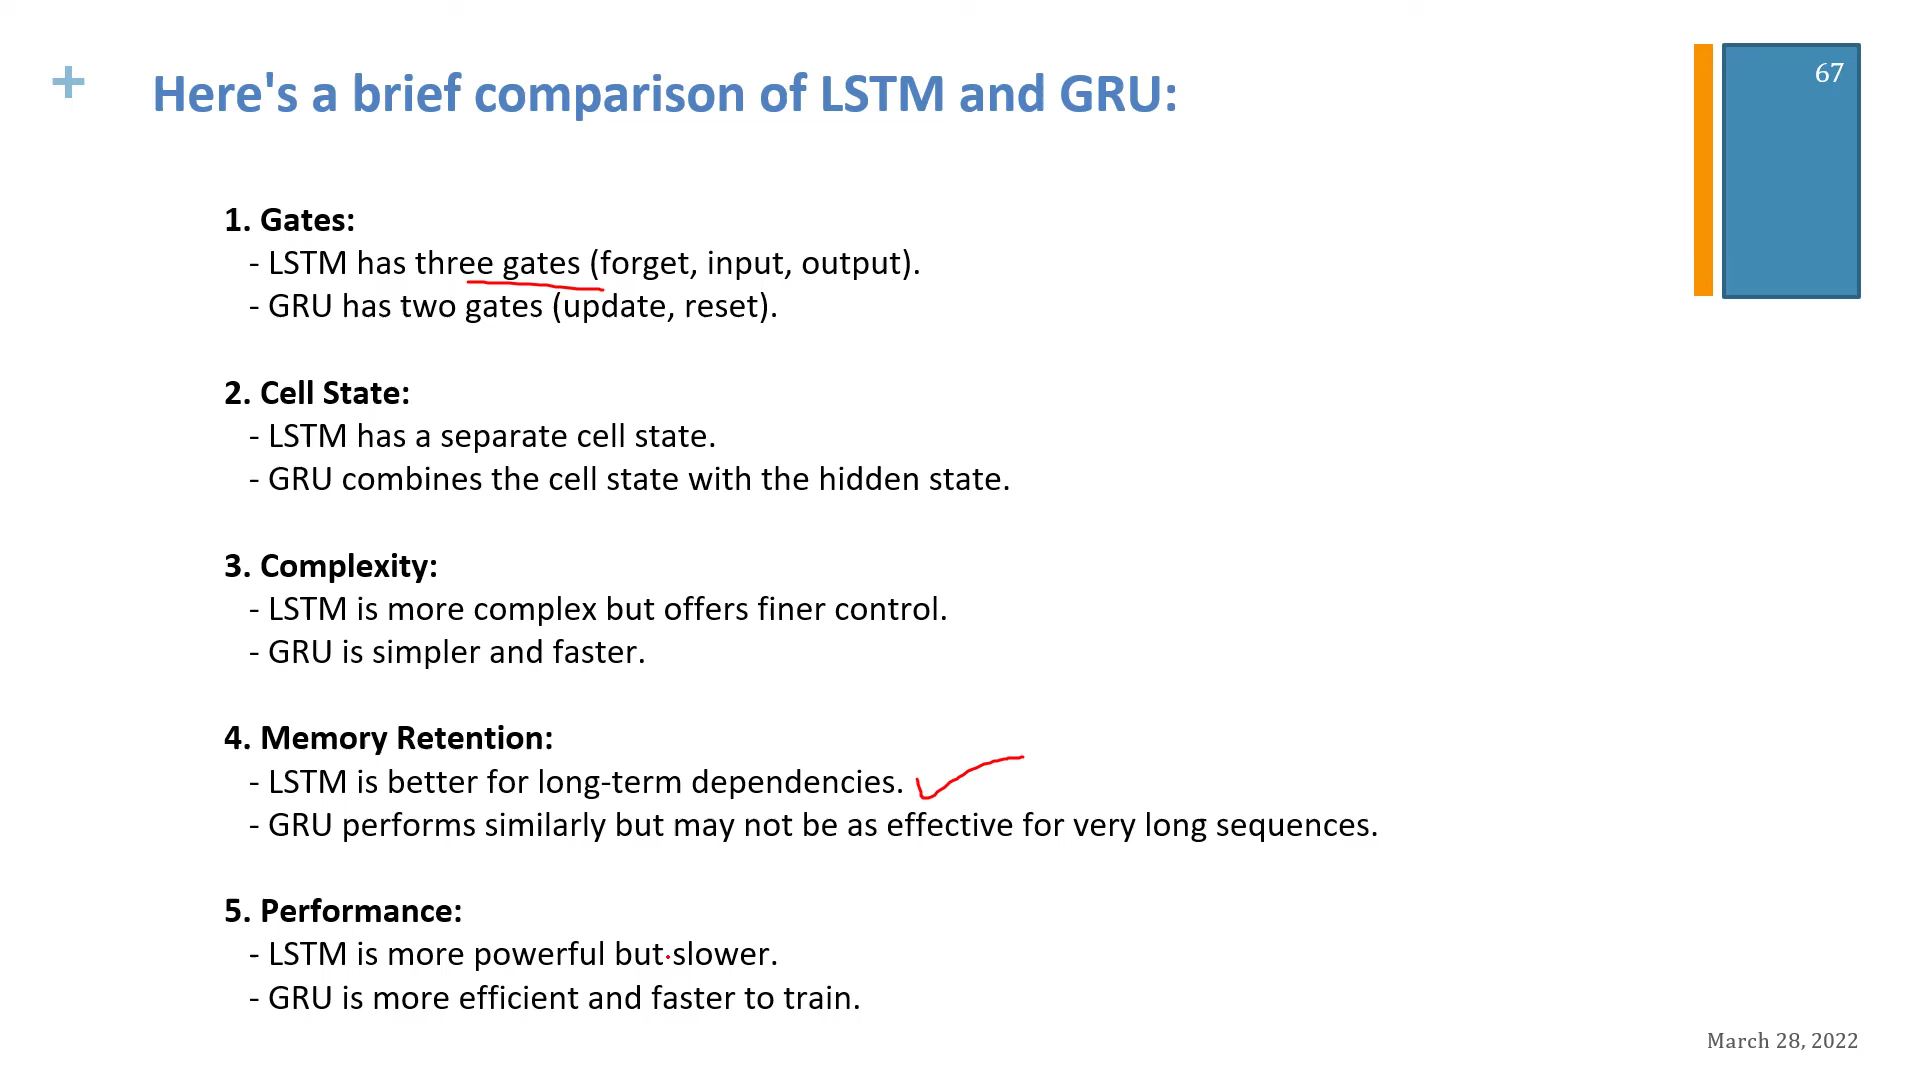 +
Here's a brief comparison of LSTM and GRU:
67
1. Gates:
- LSTM has three gates (forget, input, output).
- GRU has two gates (update, reset).
2. Cell State:
- LSTM has a separate cell state.
- GRU combines the cell state with the hidden state.
3. Complexity:
- LSTM is more complex but offers finer control.
- GRU is simpler and faster.
4. Memory Retention:
- LSTM is better for long-term dependencies.
- GRU performs similarly but may not be as effective for very long sequences.
5. Performance:
- LSTM is more powerful but slower.
- GRU is more efficient and faster to train.
March 28, 2022